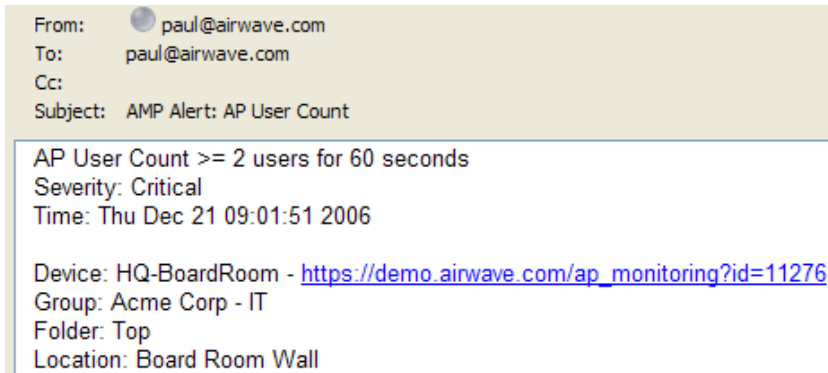 From: paul@airwave.com
To: paul@airwave.com
Cc:
Subject: AMP Alert: AP User Count
AP User Count >= 2 users for 60 seconds
Severity: Critical
Time: Thu Dec 21 09:01:51 2006
Device: HQ-BoardRoom - https://demo.airwave.com/ap_monitoring?id=11276
Group: Acme Corp - IT
Folder: Top
Location: Board Room Wall